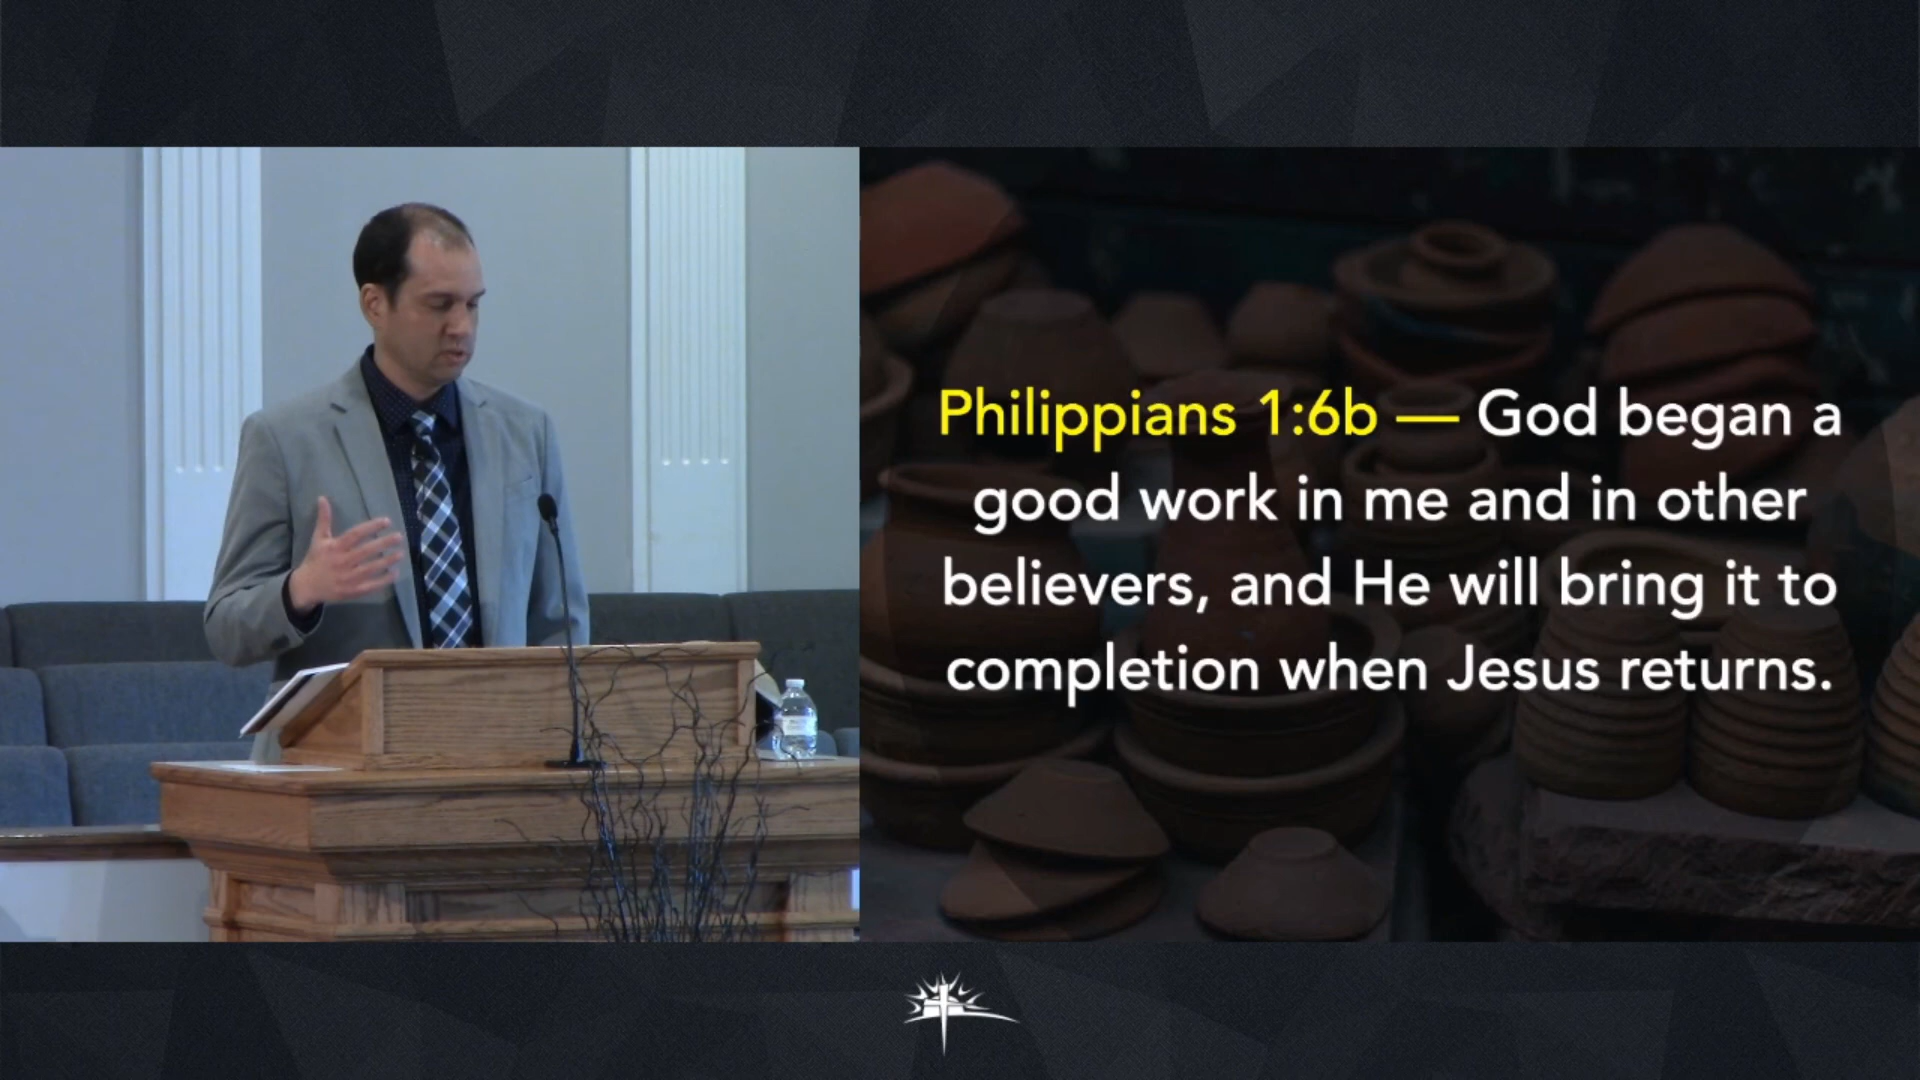 Philippians 1:6b — God began a
good work in me and in other
believers, and He will bring it to
completion when Jesus returns.